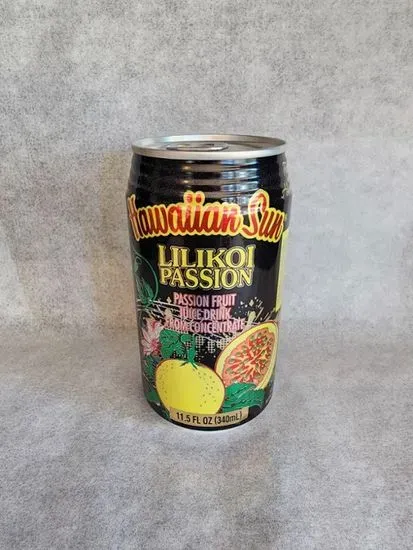 Hawaiian Sun
LILIKOI
PASSION
PASSION FRUIT
JUICE DRINK
FROM CONCENTRATE
11.5 FL OZ (340mL)